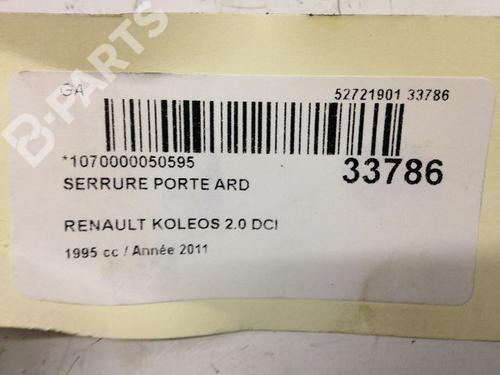 B-PARTS
GA
52721901 33786
*1070000050595
33786
SERRURE PORTE ARD
RENAULT KOLEOS 2.0 DCI
1995 cc / Année 2011